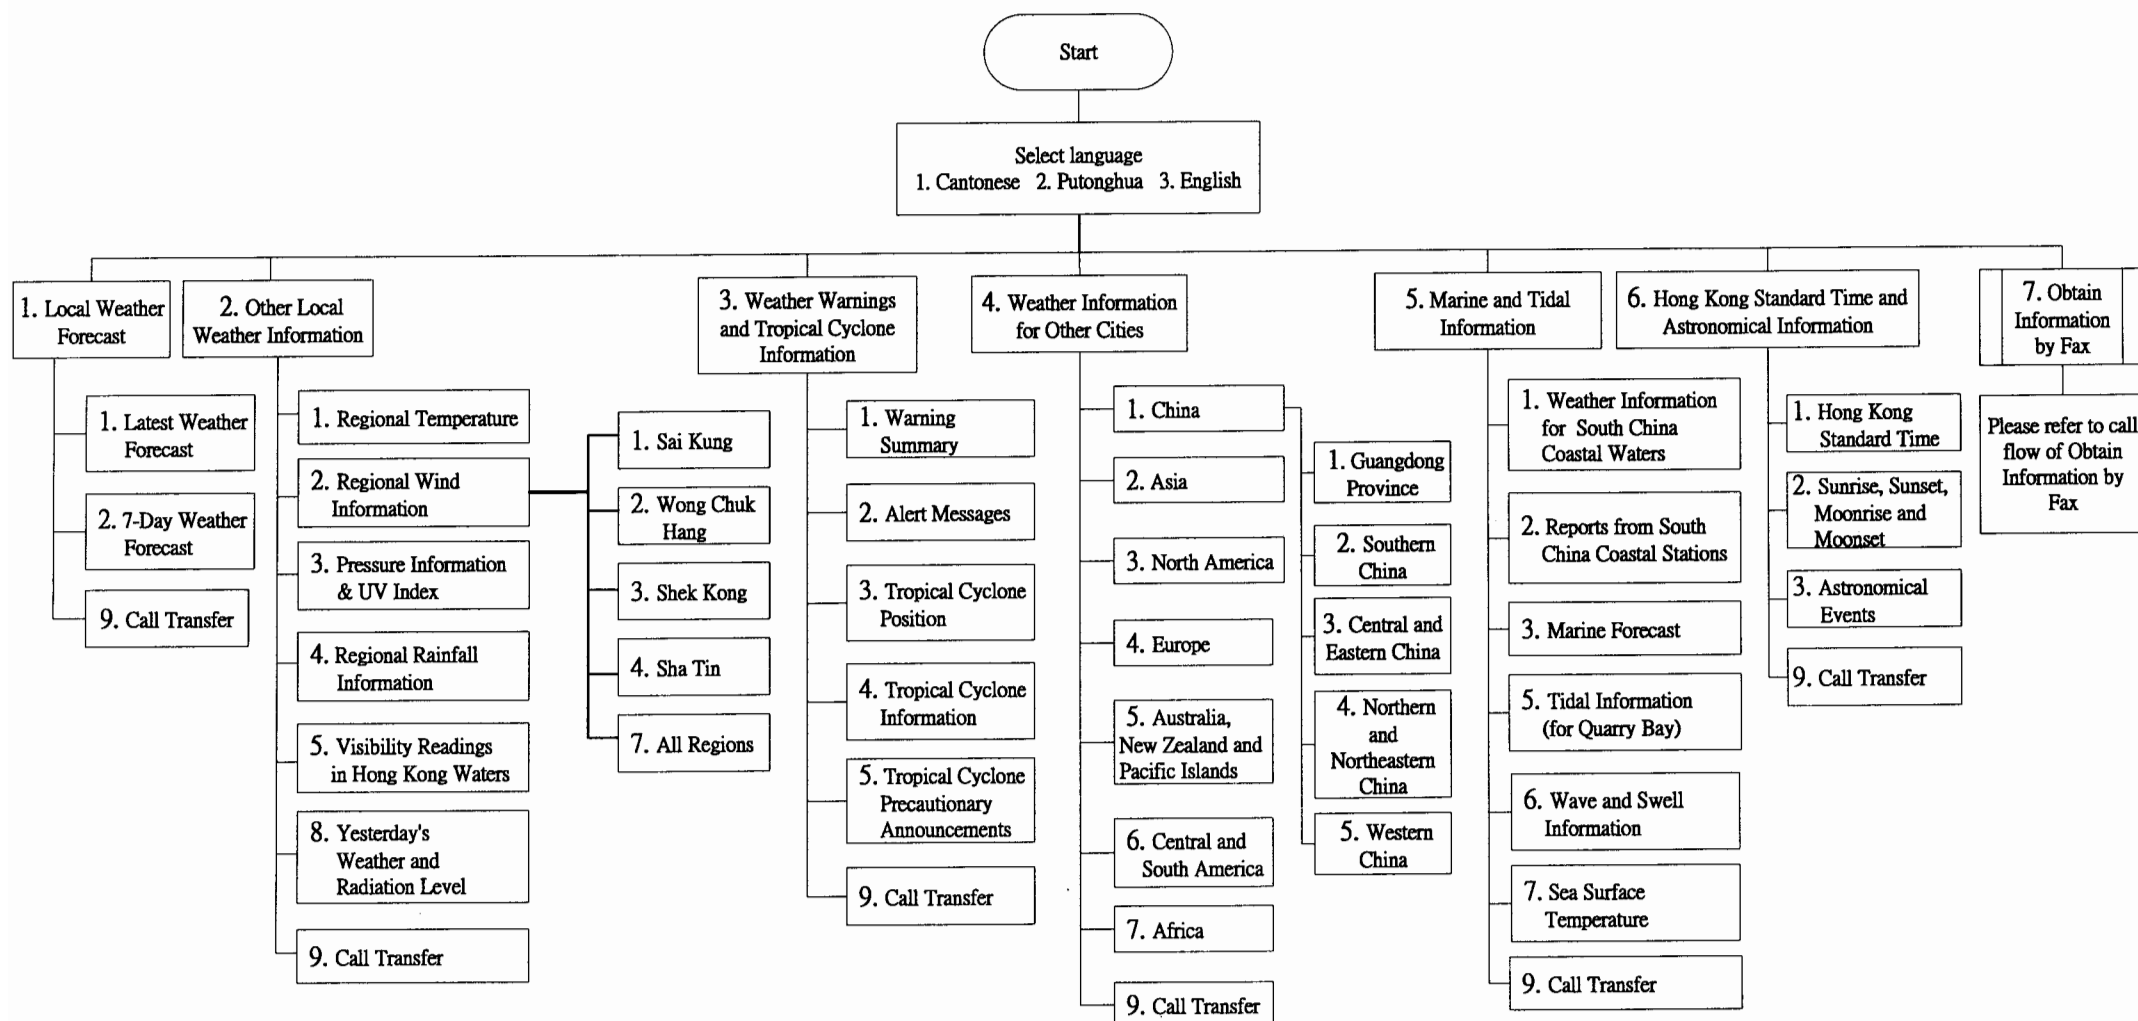 Start
Select language
1. Cantonese 2. Putonghua 3. English
1. Local Weather
Forecast
1. Latest Weather
Forecast
2. 7-Day Weather
Forecast
9. Call Transfer
2. Other Local
Weather Information
1. Regional Temperature
2. Regional Wind
Information
1. Sai Kung
2. Wong Chuk
Hang
3. Shek Kong
4. Sha Tin
7. All Regions
3. Pressure Information
& UV Index
4. Regional Rainfall
Information
5. Visibility Readings
in Hong Kong Waters
8. Yesterday's
Weather and
Radiation Level
9. Call Transfer
3. Weather Warnings
and Tropical Cyclone
Information
1. Warning
Summary
2. Alert Messages
3. Tropical Cyclone
Position
4. Tropical Cyclone
Information
5. Tropical Cyclone
Precautionary
Announcements
9. Call Transfer
4. Weather Information
for Other Cities
1. China
1. Guangdong
Province
2. Southern
China
3. Central and
Eastern China
4. Northern
and
Northeastern
China
5. Western
China
2. Asia
3. North America
4. Europe
5. Australia,
New Zealand and
Pacific Islands
6. Central and
South America
7. Africa
9. Call Transfer
5. Marine and Tidal
Information
1. Weather Information
for South China
Coastal Waters
2. Reports from South
China Coastal Stations
3. Marine Forecast
5. Tidal Information
(for Quarry Bay)
6. Wave and Swell
Information
7. Sea Surface
Temperature
9. Call Transfer
6. Hong Kong Standard Time and
Astronomical Information
1. Hong Kong
Standard Time
2. Sunrise, Sunset,
Moonrise and
Moonset
3. Astronomical
Events
9. Call Transfer
7. Obtain
Information
by Fax
Please refer to call
flow of Obtain
Information by
Fax